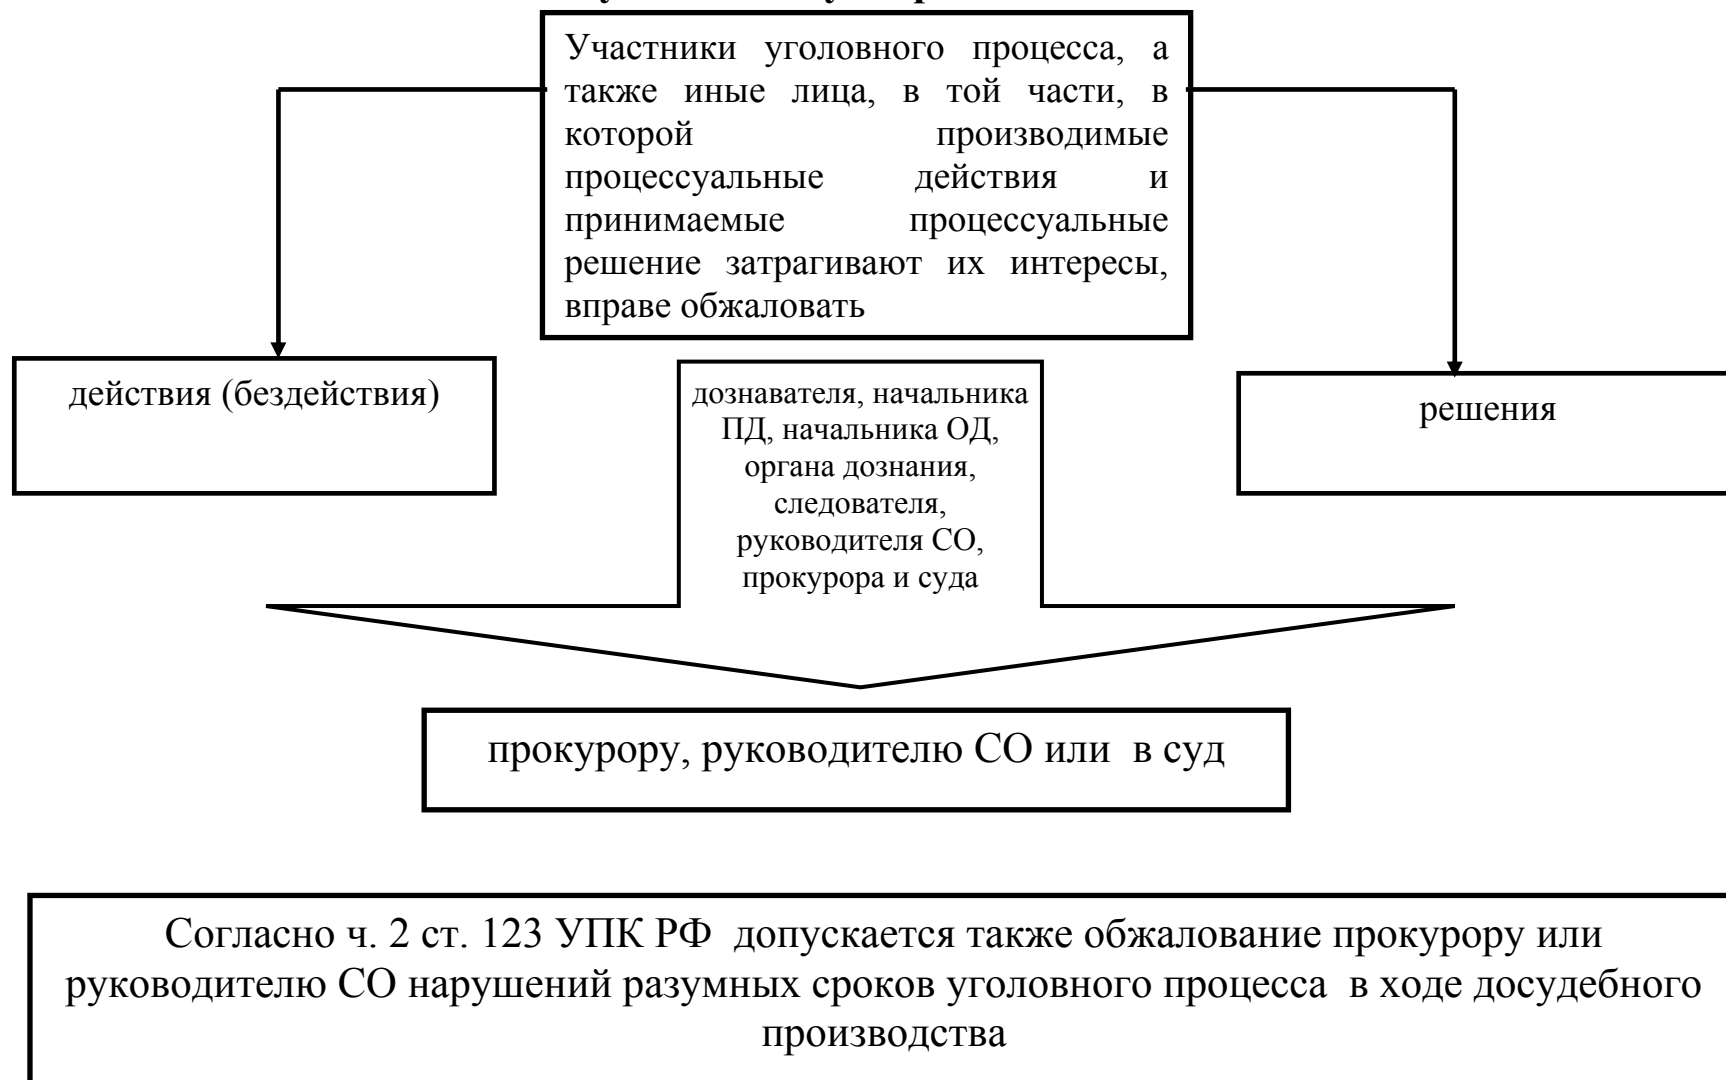 Участники уголовного процесса, а
также иные лица, в той части, в
которой производимые
процессуальные действия и
принимаемые процессуальные
решение затрагивают их интересы,
вправе обжаловать
действия (бездействия)
дознавателя, начальника
ПД, начальника ОД,
органа дознания,
следователя,
руководителя СО,
прокурора и суда
решения
прокурору, руководителю СО или в суд
Согласно ч. 2 ст. 123 УПК РФ допускается также обжалование прокурору или
руководителю СО нарушений разумных сроков уголовного процесса в ходе досудебного
производства